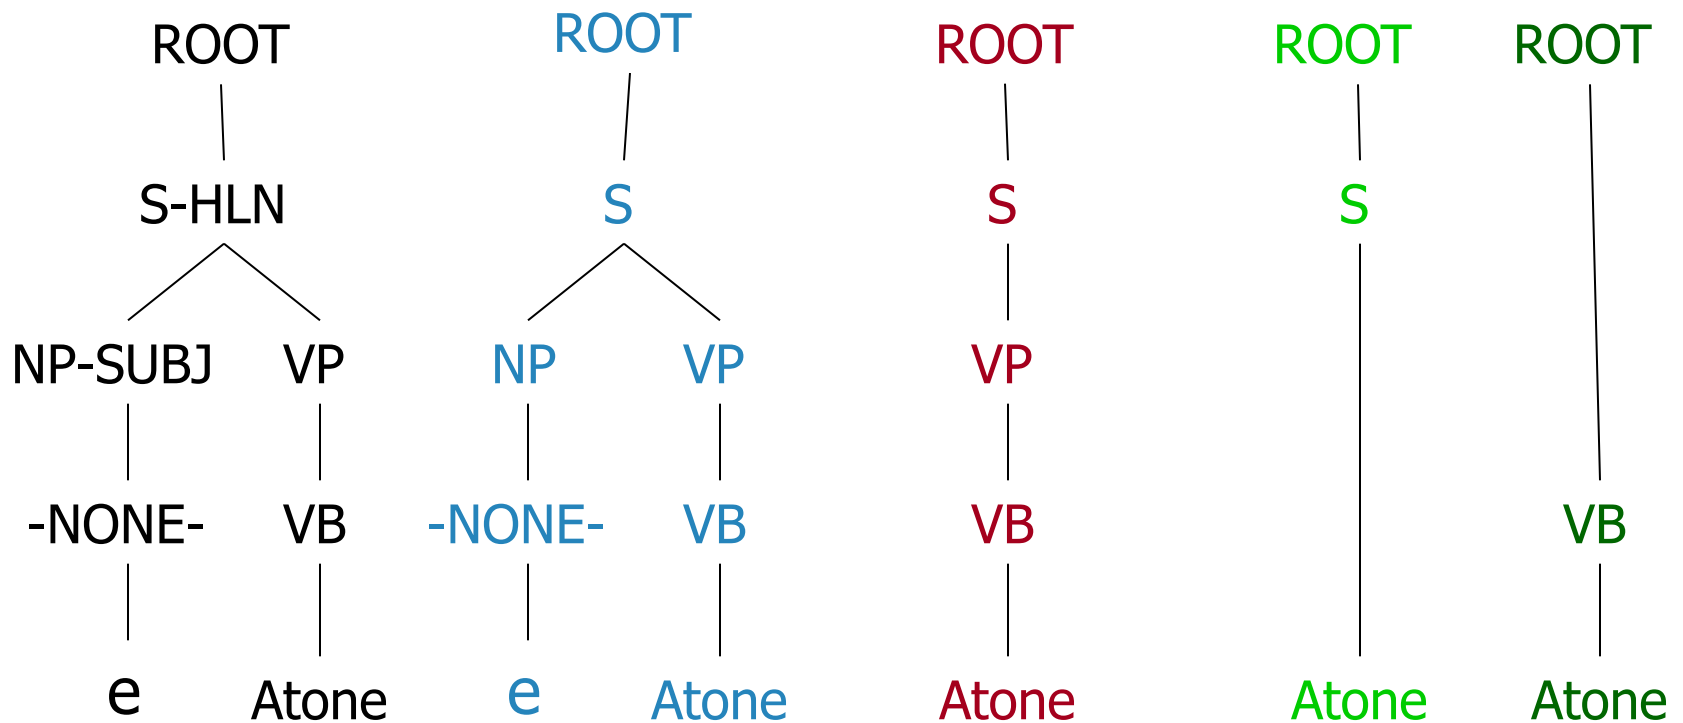 ROOT ROOT ROOT ROOT ROOT
S-HLN S S S
NP-SUBJ VP NP VP VP
-NONE- VB -NONE- VB VB VB
e Atone e Atone Atone Atone Atone